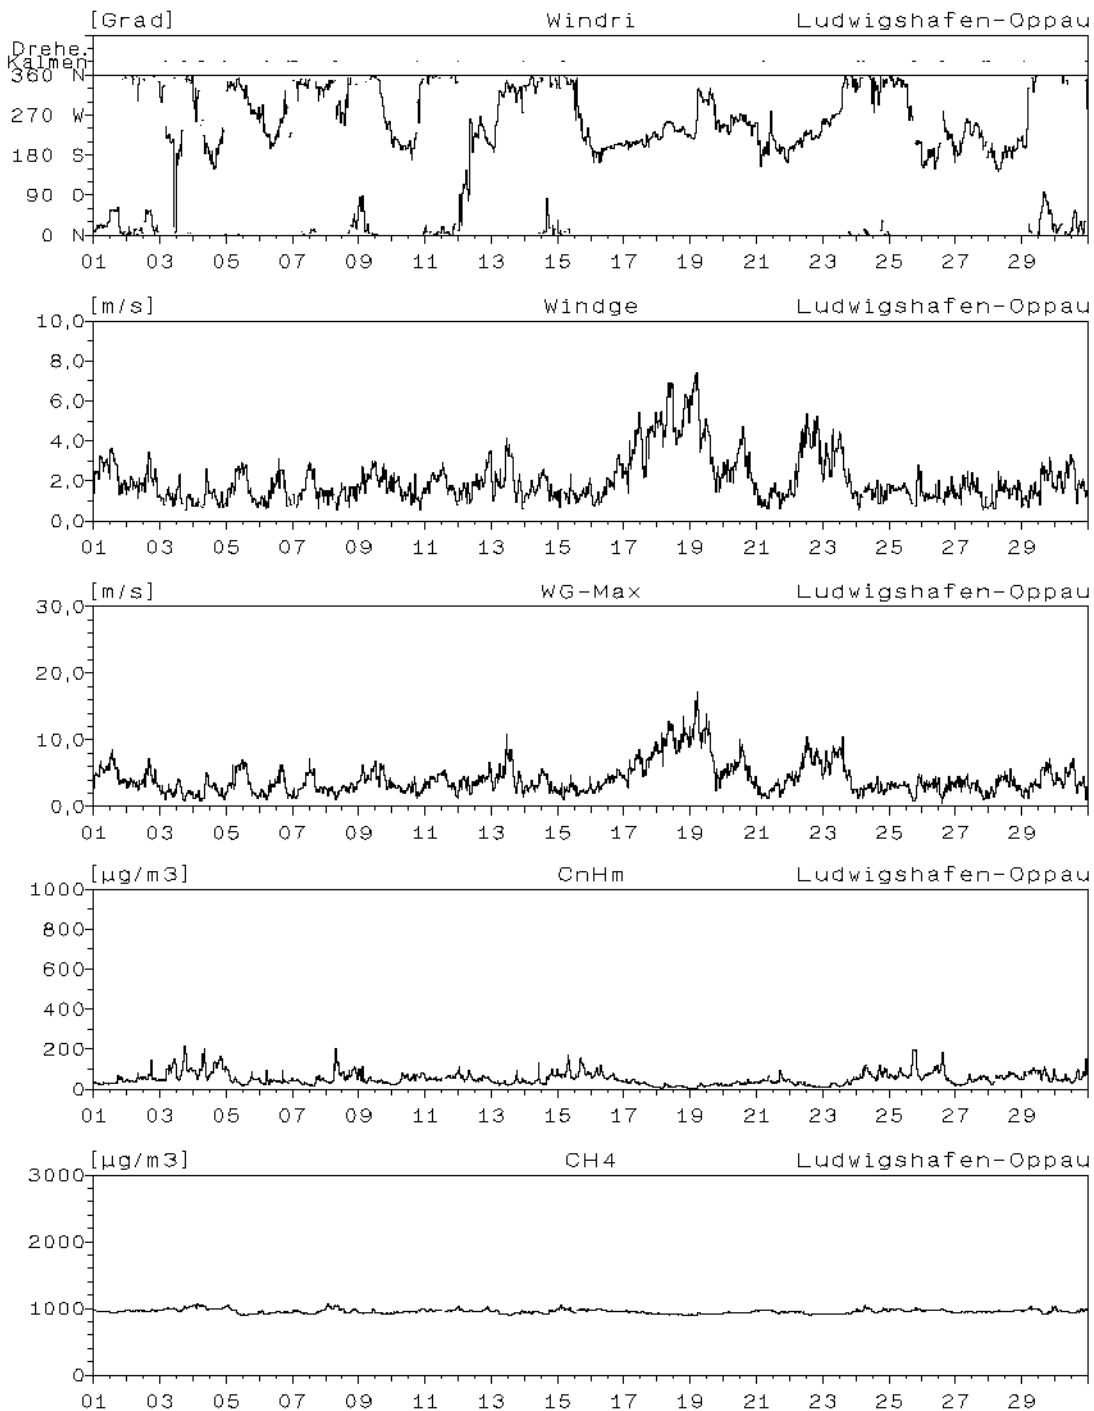 [Grad] Windri Ludwigshafen-Oppau
Drehe.
Kalmen
360 N
270 W
180 S
90 O
0 N
01 03 05 07 09 11 13 15 17 19 21 23 25 27 29
[m/s] Windge Ludwigshafen-Oppau
10,0
8,0
6,0
4,0
2,0
0,0
01 03 05 07 09 11 13 15 17 19 21 23 25 27 29
[m/s] WG-Max Ludwigshafen-Oppau
30,0
20,0
10,0
0,0
01 03 05 07 09 11 13 15 17 19 21 23 25 27 29
[µg/m3] CnHm Ludwigshafen-Oppau
1000
800
600
400
200
0
01 03 05 07 09 11 13 15 17 19 21 23 25 27 29
[µg/m3] CH4 Ludwigshafen-Oppau
3000
2000
1000
0
01 03 05 07 09 11 13 15 17 19 21 23 25 27 29